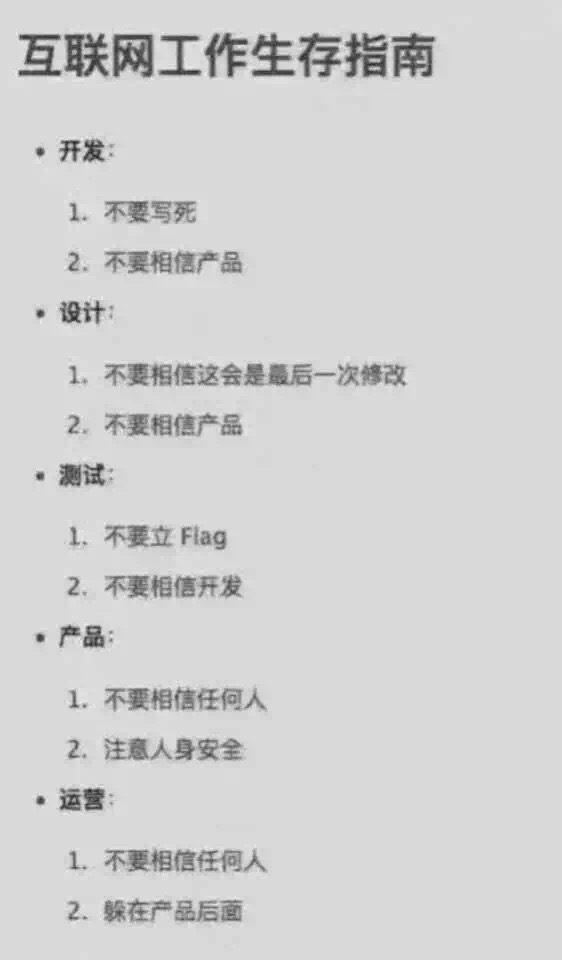 互联网工作生存指南
• 开发：
1. 不要写死
2. 不要相信产品
• 设计：
1. 不要相信这会是最后一次修改
2. 不要相信产品
• 测试：
1. 不要立 Flag
2. 不要相信开发
• 产品：
1. 不要相信任何人
2. 注意人身安全
• 运营：
1. 不要相信任何人
2. 躲在产品后面